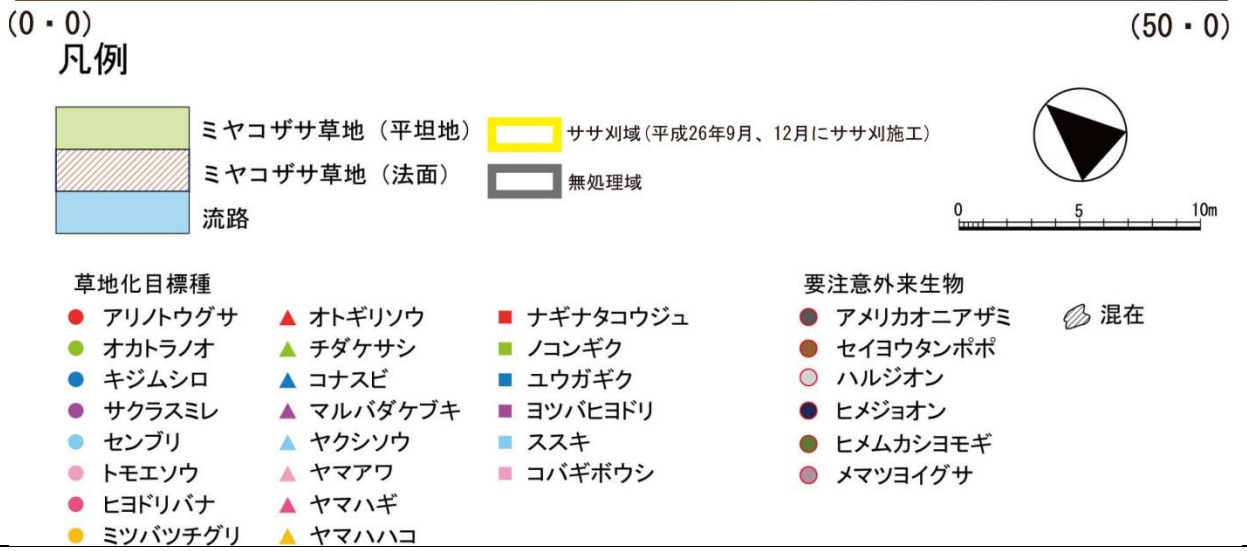 (0・0)
(50・0)
凡例
ミヤコザサ草地（平坦地）
ミヤコザサ草地（法面）
流路
ササ刈域(平成26年9月、12月にササ刈施工)
無処理域
0 5 10m
草地化目標種
アリノトウグサ
オカトラノオ
キジムシロ
サクラスミレ
センブリ
トモエソウ
ヒヨドリバナ
ミツバツチグリ
オトギリソウ
チダケサシ
コナスビ
マルバダケブキ
ヤクシソウ
ヤマアワ
ヤマハギ
ヤマハハコ
ナギナタコウジュ
ノコンギク
ユウガギク
ヨツバヒヨドリ
ススキ
コバギボウシ
要注意外来生物
アメリカオニアザミ
セイヨウタンポポ
ハルジオン
ヒメジョオン
ヒメムカシヨモギ
メマツヨイグサ
混在